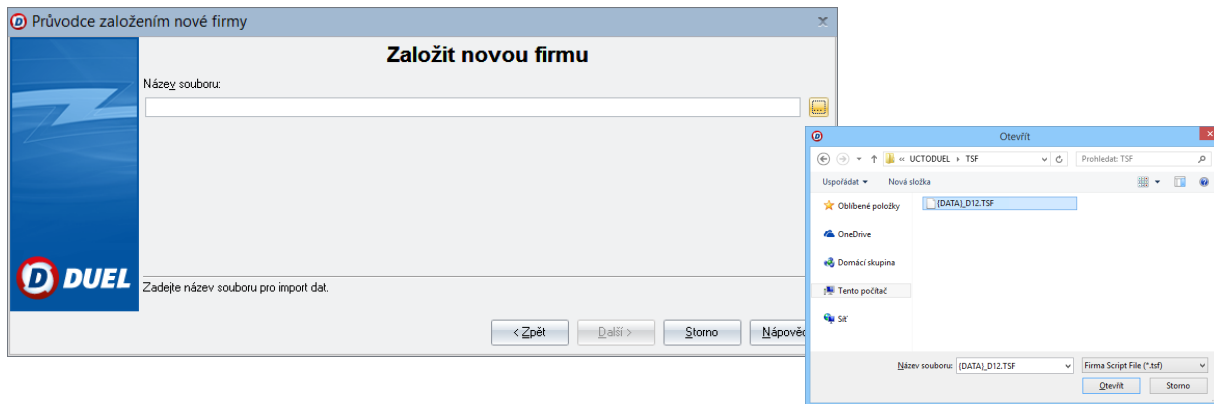 Průvodce založením nové firmy
Založit novou firmu
Název souboru:
DUEL
Zadejte název souboru pro import dat.
< Zpět
Další >
Storno
Nápověd
Otevřít
« UCTODUEL › TSF
Prohledat: TSF
Uspořádat
Nová složka
Oblíbené položky
{DATA}_D12.TSF
OneDrive
Domácí skupina
Tento počítač
Síť
Název souboru: {DATA}_D12.TSF
Firma Script File (*.tsf)
Otevřít
Storno